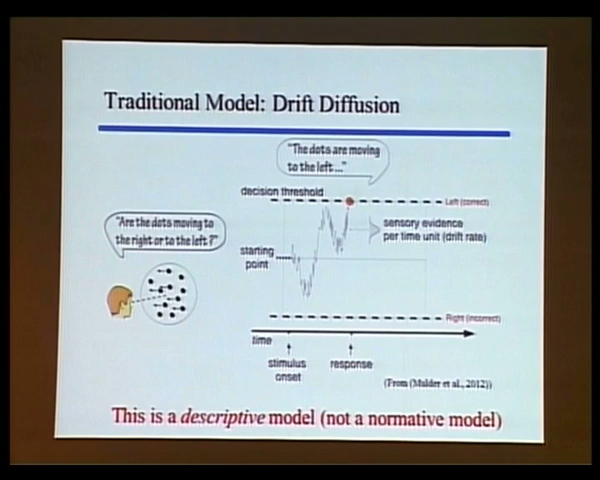 Traditional Model: Drift Diffusion
"The dots are moving
to the left..."
decision threshold
Left (correct)
"Are the dots moving to
the right or to the left?"
sensory evidence
per time unit (drift rate)
starting
point
Right (incorrect)
time
stimulus
onset
response
(From (Mulder et al., 2012))
This is a descriptive model (not a normative model)